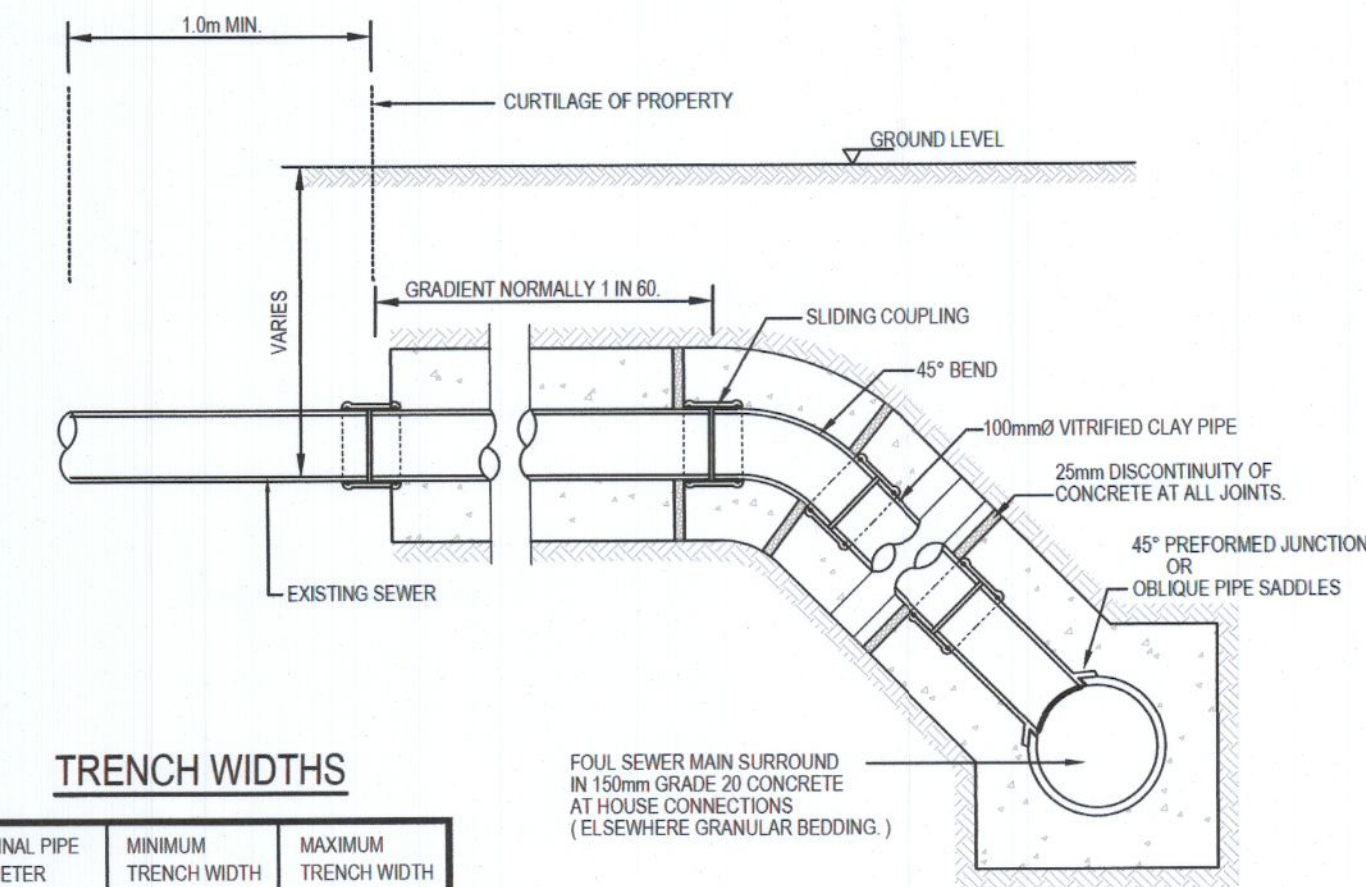 1.0m MIN.
CURTILAGE OF PROPERTY
GROUND LEVEL
VARIES
GRADIENT NORMALLY 1 IN 60.
SLIDING COUPLING
45° BEND
100mmØ VITRIFIED CLAY PIPE
25mm DISCONTINUITY OF
CONCRETE AT ALL JOINTS.
45° PREFORMED JUNCTION
OR
OBLIQUE PIPE SADDLES
EXISTING SEWER
FOUL SEWER MAIN SURROUND
IN 150mm GRADE 20 CONCRETE
AT HOUSE CONNECTIONS
( ELSEWHERE GRANULAR BEDDING. )
TRENCH WIDTHS
INAL PIPE
ETER
MINIMUM
TRENCH WIDTH
MAXIMUM
TRENCH WIDTH